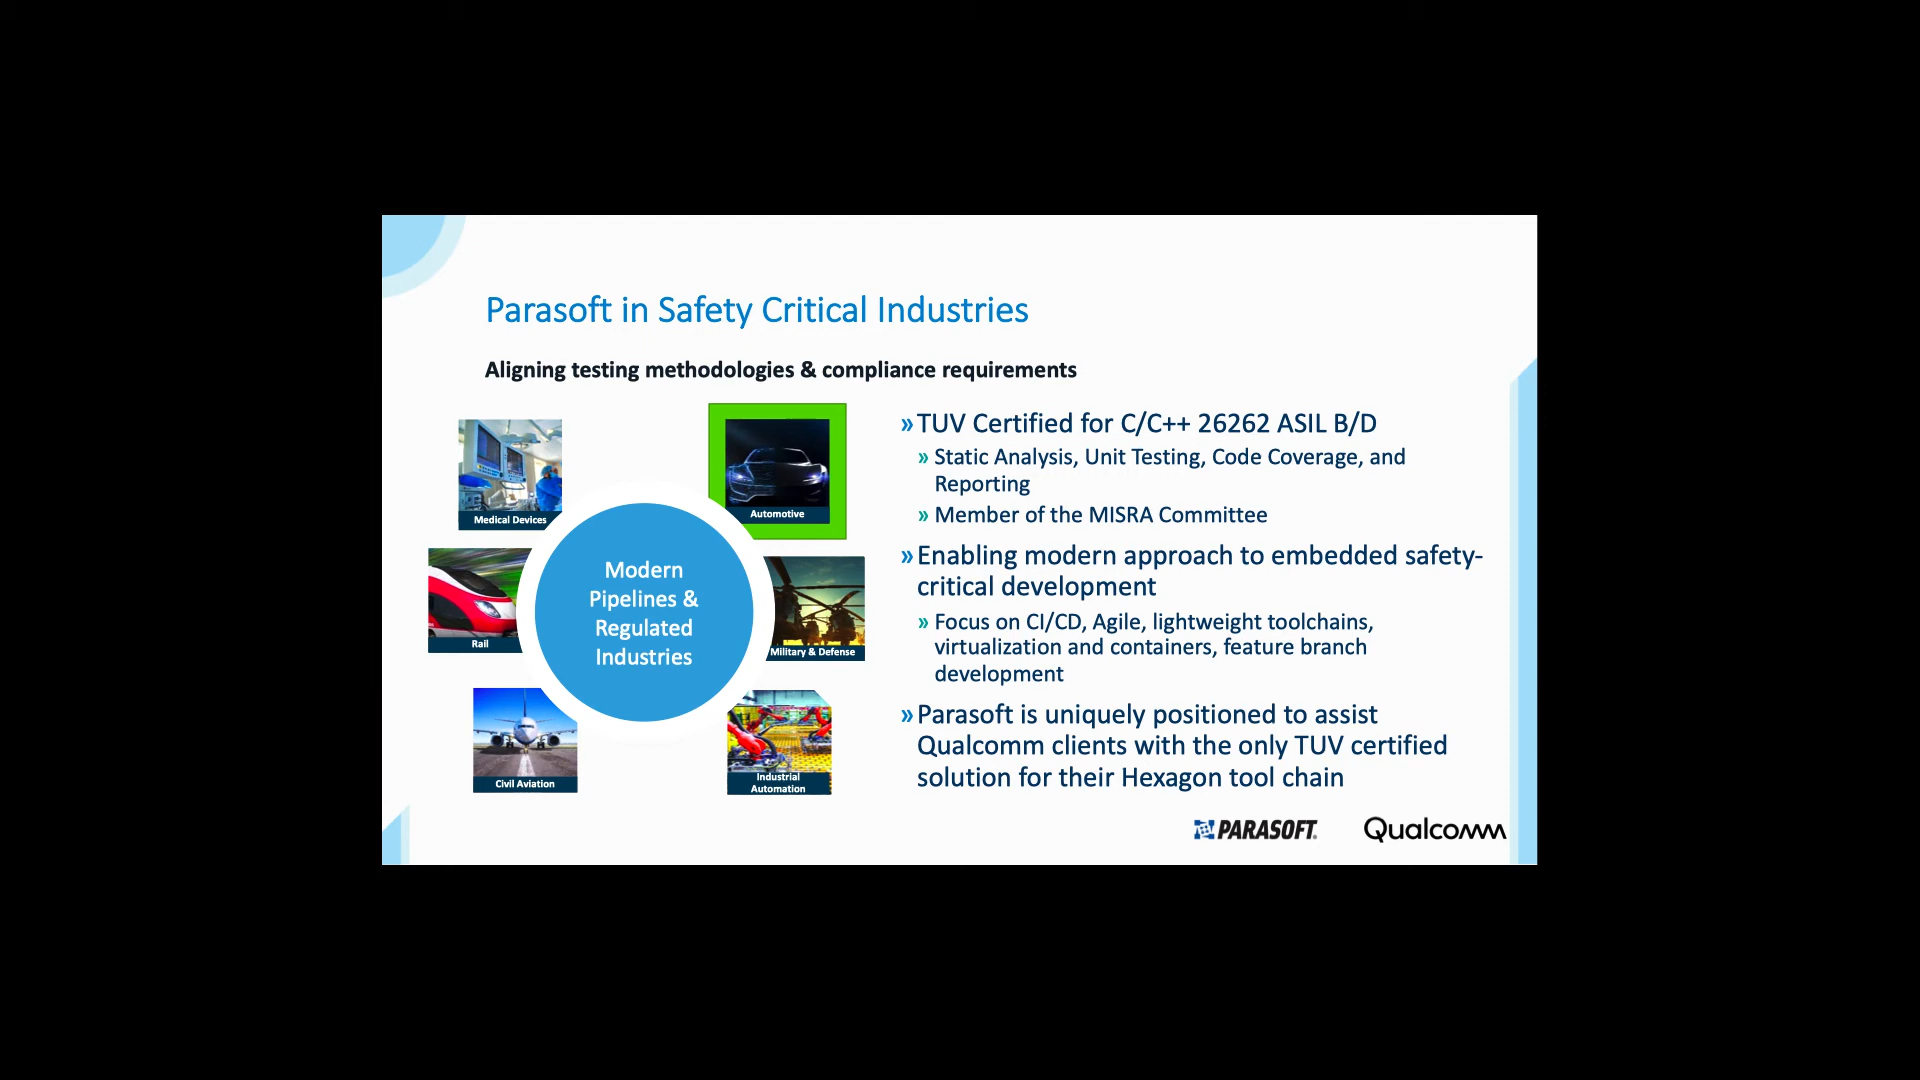 Parasoft in Safety Critical Industries
Aligning testing methodologies & compliance requirements
Medical Devices
Automotive
Rail
Modern
Pipelines &
Regulated
Industries
Military & Defense
Civil Aviation
Industrial
Automation
» TUV Certified for C/C++ 26262 ASIL B/D
» Static Analysis, Unit Testing, Code Coverage, and
Reporting
» Member of the MISRA Committee
» Enabling modern approach to embedded safety-
critical development
» Focus on CI/CD, Agile, lightweight toolchains,
virtualization and containers, feature branch
development
» Parasoft is uniquely positioned to assist
Qualcomm clients with the only TUV certified
solution for their Hexagon tool chain
PARASOFT®
Qualcomm